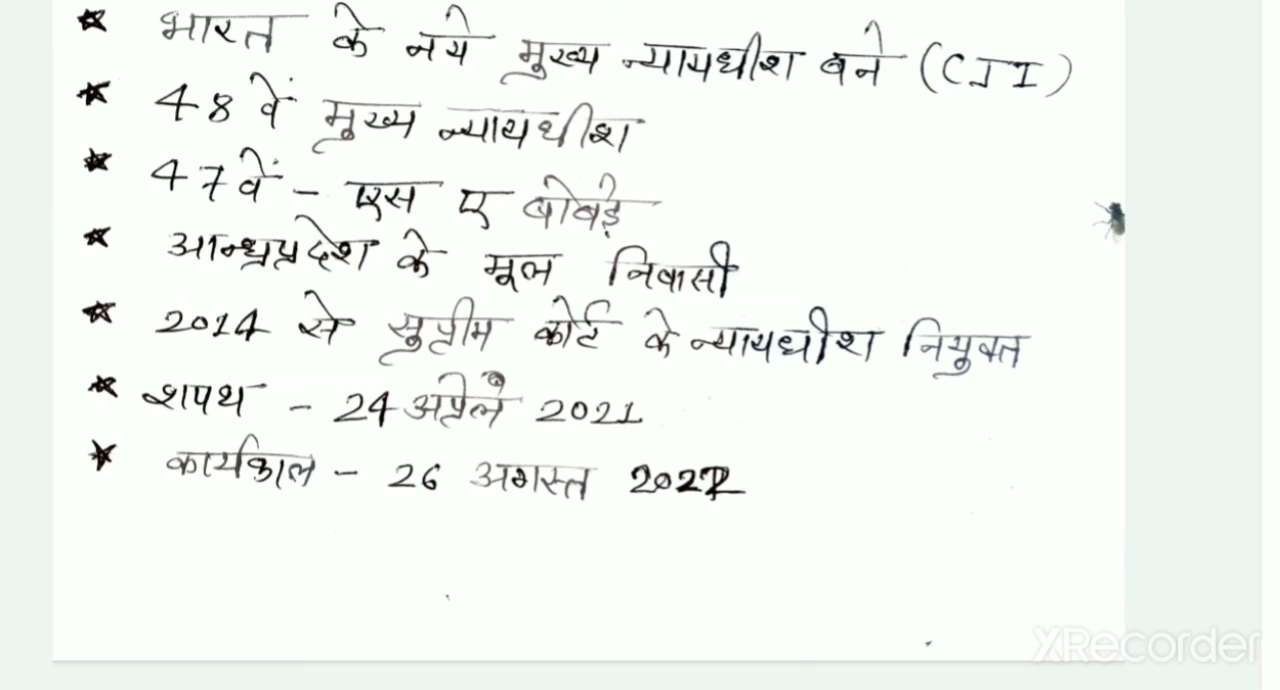 * भारत के नये मुख्य न्यायधीश बने (CJI)
* 48 वें मुख्य न्यायधीश
* 47 वें - एस ए बोबड़े
* आन्ध्रप्रदेश के मूल निवासी
* 2014 से सुप्रीम कोर्ट के न्यायधीश नियुक्त
* शपथ - 24 अप्रेल 2021
* कार्यकाल - 26 अगस्त 2022
XRecorder